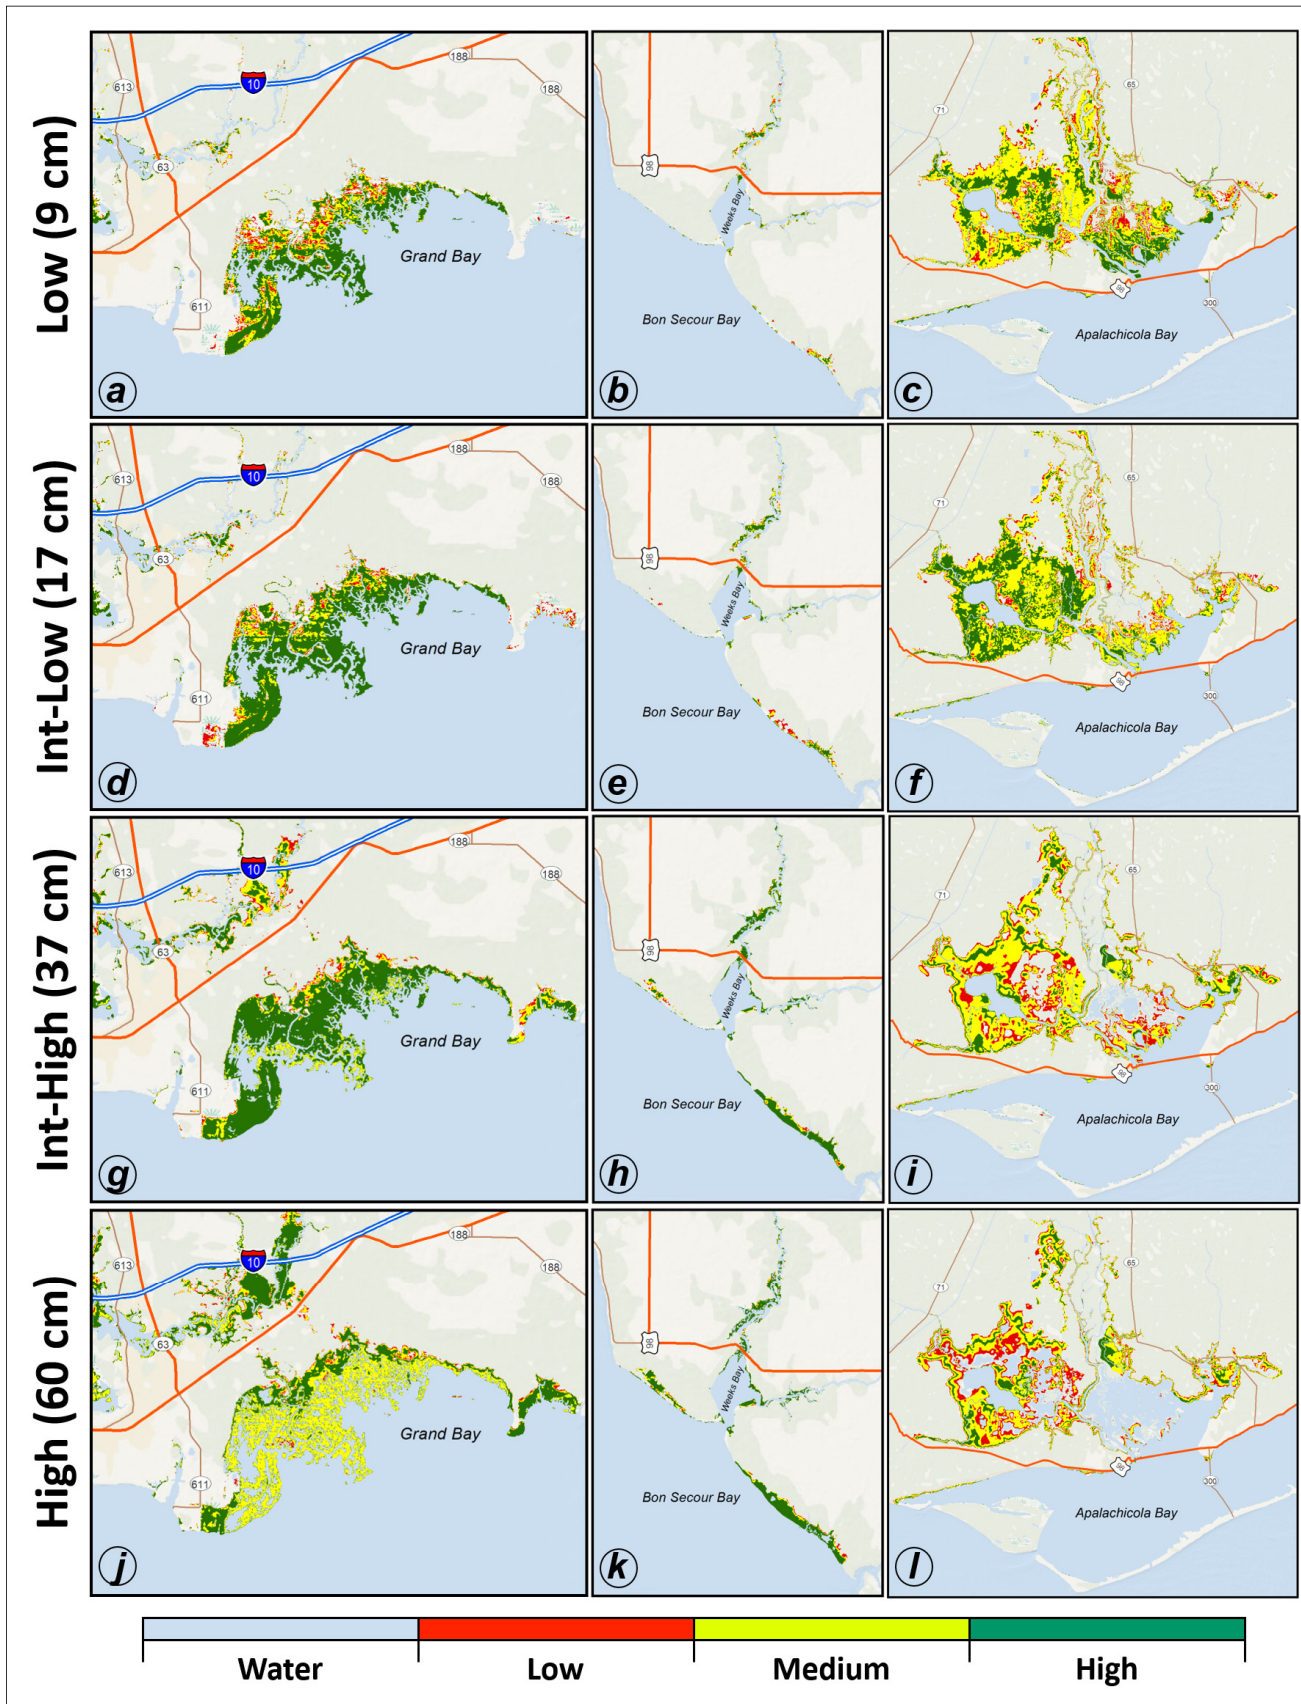 Low (9 cm)
613
10
188
188
63
611
Grand Bay
a
98
Weeks Bay
Bon Secour Bay
b
71
65
98
300
Apalachicola Bay
c
Int-Low (17 cm)
613
10
188
188
63
611
Grand Bay
d
98
Weeks Bay
Bon Secour Bay
e
71
65
98
300
Apalachicola Bay
f
Int-High (37 cm)
613
10
188
188
63
611
Grand Bay
g
98
Weeks Bay
Bon Secour Bay
h
71
65
98
300
Apalachicola Bay
i
High (60 cm)
613
10
188
188
63
611
Grand Bay
j
98
Weeks Bay
Bon Secour Bay
k
71
65
98
300
Apalachicola Bay
l
Water Low Medium High